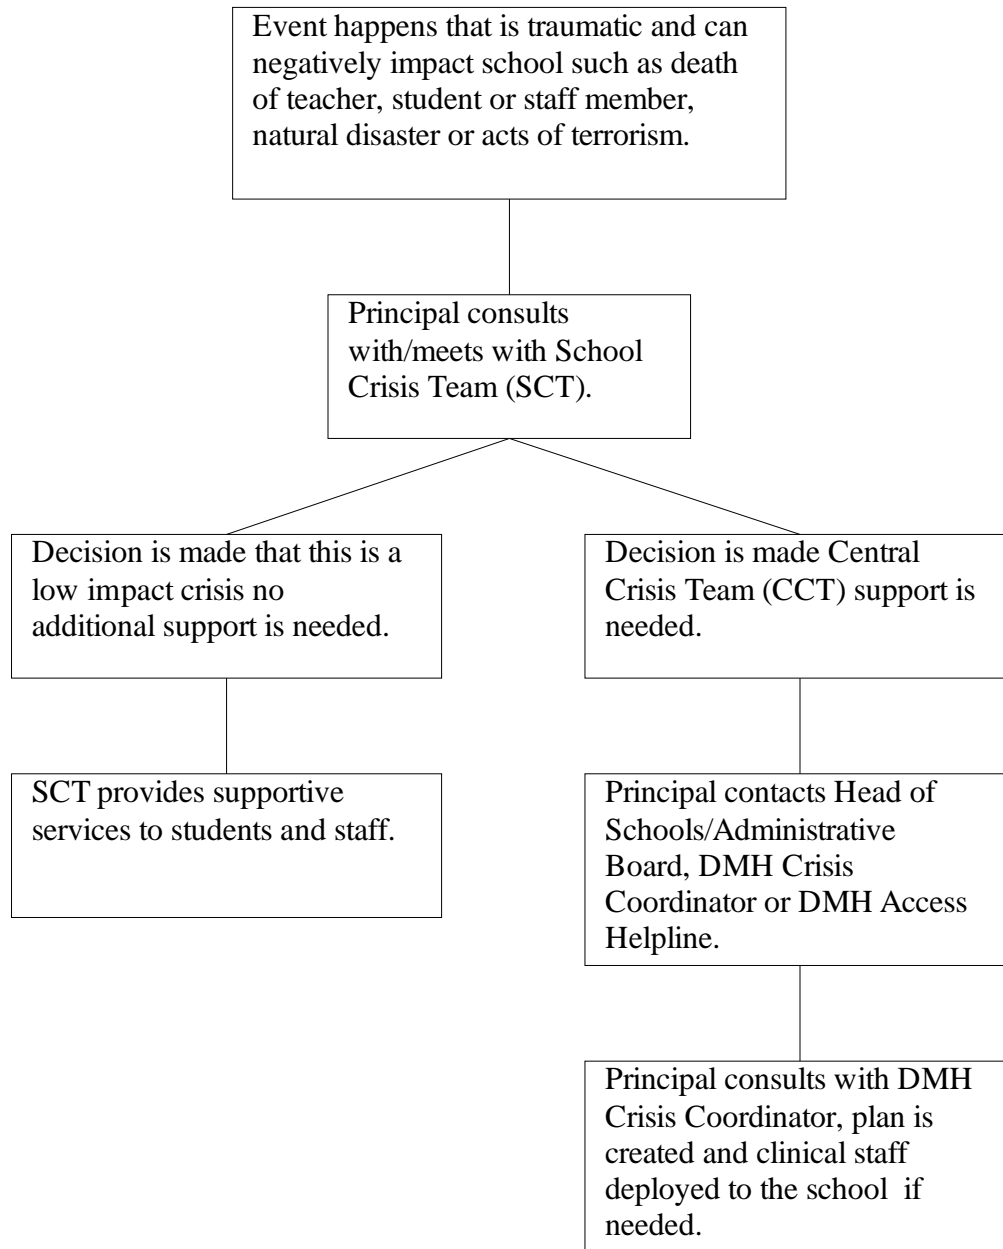 Event happens that is traumatic and can
negatively impact school such as death
of teacher, student or staff member,
natural disaster or acts of terrorism.
Principal consults
with/meets with School
Crisis Team (SCT).
Decision is made that this is a
low impact crisis no
additional support is needed.
Decision is made Central
Crisis Team (CCT) support is
needed.
SCT provides supportive
services to students and staff.
Principal contacts Head of
Schools/Administrative
Board, DMH Crisis
Coordinator or DMH Access
Helpline.
Principal consults with DMH
Crisis Coordinator, plan is
created and clinical staff
deployed to the school  if
needed.